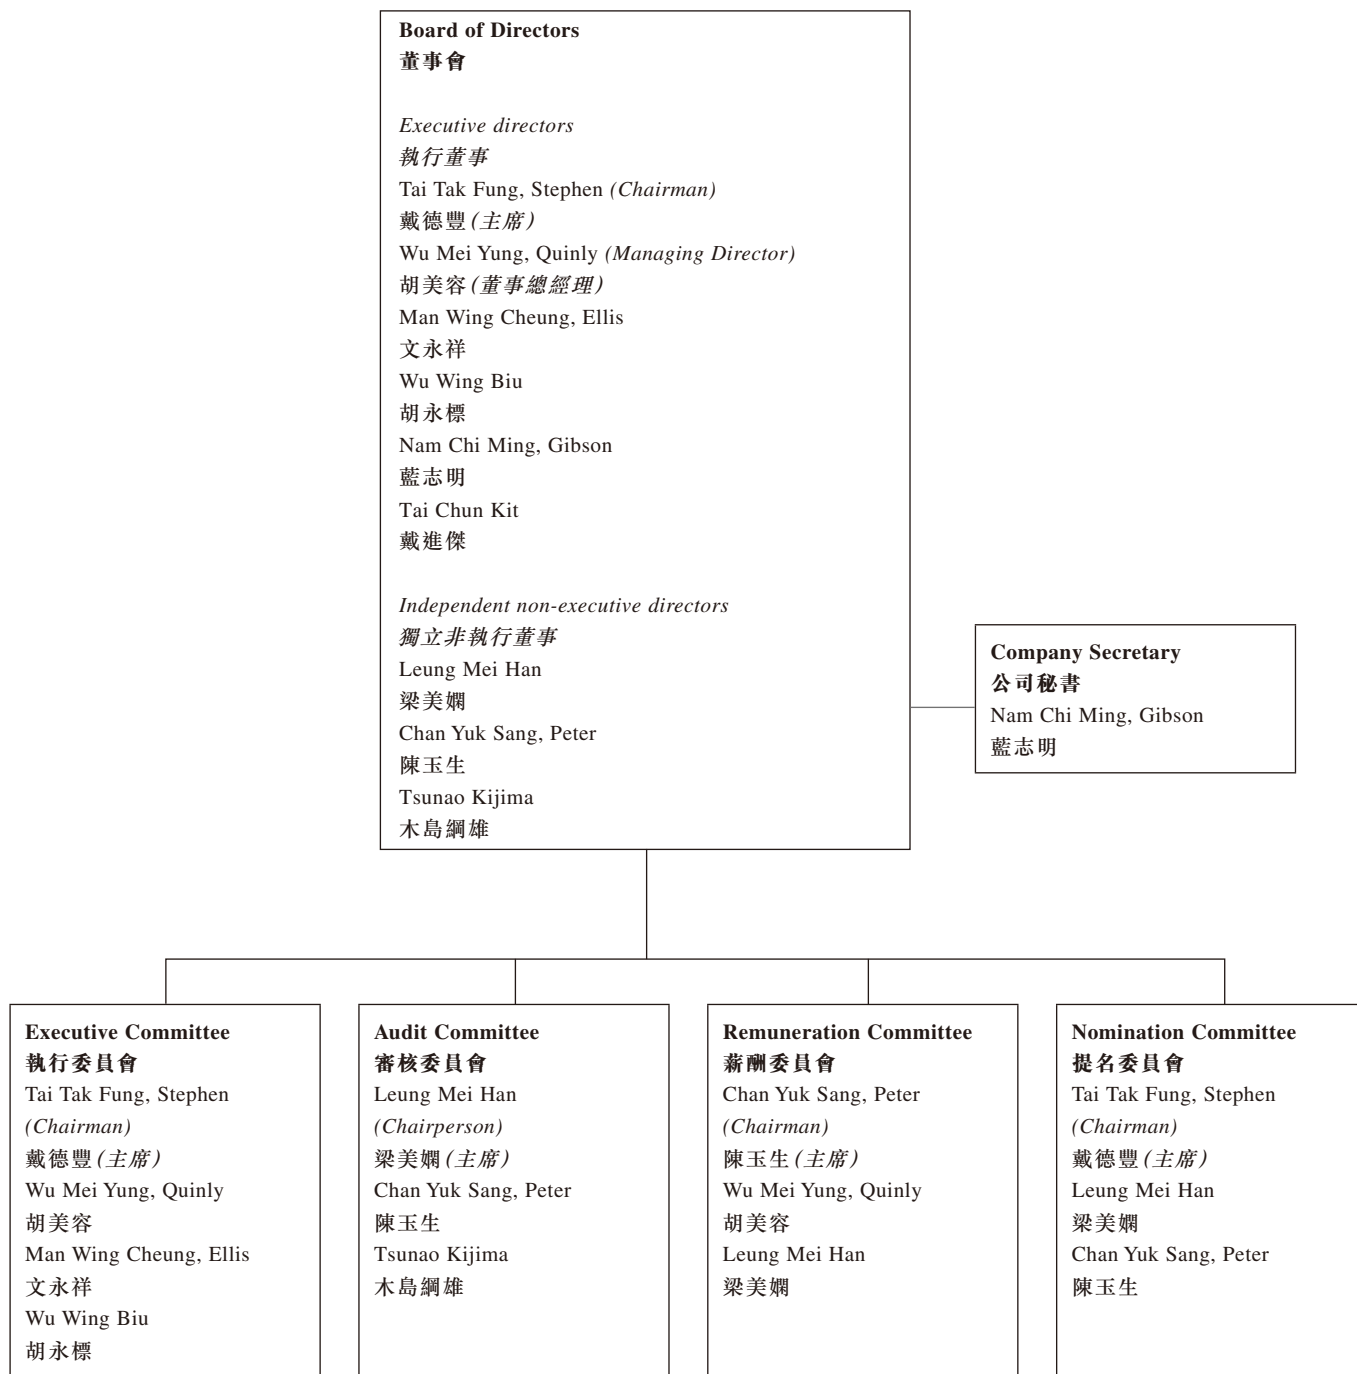 Board of Directors
董事會
Executive directors
執行董事
Tai Tak Fung, Stephen (Chairman)
戴德豐(主席)
Wu Mei Yung, Quinly (Managing Director)
胡美容(董事總經理)
Man Wing Cheung, Ellis
文永祥
Wu Wing Biu
胡永標
Nam Chi Ming, Gibson
藍志明
Tai Chun Kit
戴進傑
Independent non-executive directors
獨立非執行董事
Leung Mei Han
梁美嫻
Chan Yuk Sang, Peter
陳玉生
Tsunao Kijima
木島綱雄
Company Secretary
公司秘書
Nam Chi Ming, Gibson
藍志明
Executive Committee
執行委員會
Tai Tak Fung, Stephen
(Chairman)
戴德豐(主席)
Wu Mei Yung, Quinly
胡美容
Man Wing Cheung, Ellis
文永祥
Wu Wing Biu
胡永標
Audit Committee
審核委員會
Leung Mei Han
(Chairperson)
梁美嫻(主席)
Chan Yuk Sang, Peter
陳玉生
Tsunao Kijima
木島綱雄
Remuneration Committee
薪酬委員會
Chan Yuk Sang, Peter
(Chairman)
陳玉生(主席)
Wu Mei Yung, Quinly
胡美容
Leung Mei Han
梁美嫻
Nomination Committee
提名委員會
Tai Tak Fung, Stephen
(Chairman)
戴德豐(主席)
Leung Mei Han
梁美嫻
Chan Yuk Sang, Peter
陳玉生